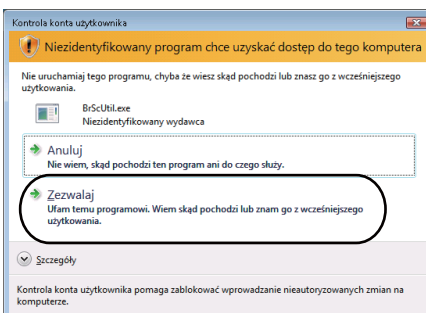 Kontrola konta użytkownika
Niezidentyfikowany program chce uzyskać dostęp do tego komputera
Nie uruchamiaj tego programu, chyba że wiesz skąd pochodzi lub znasz go z wcześniejszego
użytkowania.
BrScUtil.exe
Niezidentyfikowany wydawca
Anuluj
Nie wiem, skąd pochodzi ten program ani do czego służy.
Zezwalaj
Ufam temu programowi. Wiem skąd pochodzi lub znam go z wcześniejszego
użytkowania.
Szczegóły
Kontrola konta użytkownika pomaga zablokować wprowadzanie nieautoryzowanych zmian na
komputerze.